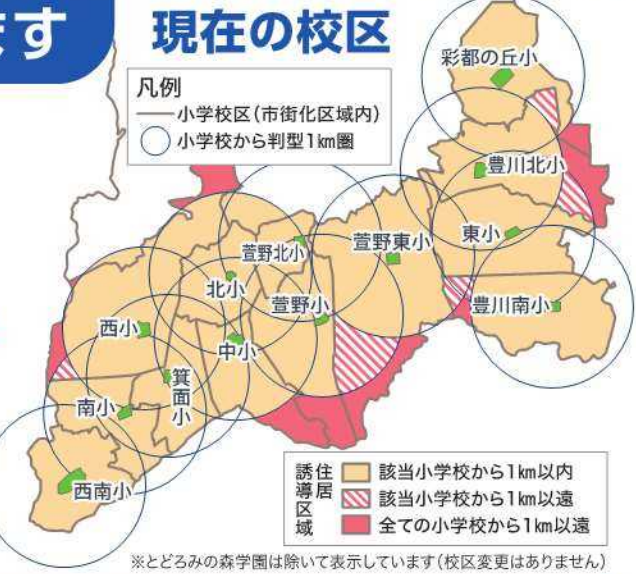 ます
現在の校区
凡例
小学校区(市街化区域内)
小学校から判型1km圏
彩都の丘小
豊川北小
萱野東小
東小
萱野北小
北小
萱野小
豊川南小
西小
中小
箕面小
南小
西南小
居住誘導区域
該当小学校から1km以内
該当小学校から1km以遠
全ての小学校から1km以遠
※とどろみの森学園は除いて表示しています(校区変更はありません)